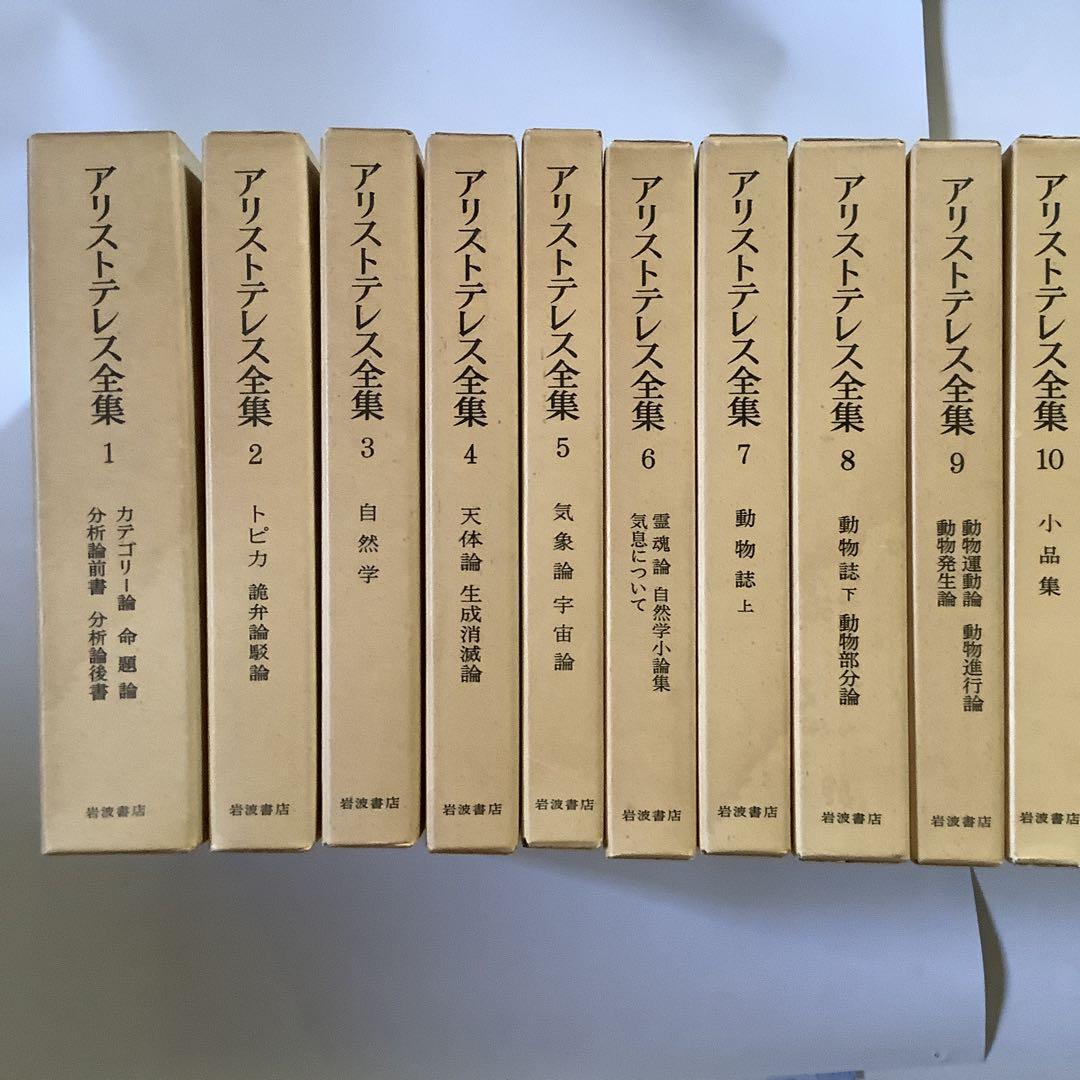 アリストテレス全集
1
カテゴリー論 命題論
分析論前書 分析論後書
岩波書店
アリストテレス全集
2
トピカ 詭弁論駁論
岩波書店
アリストテレス全集
3
自然学
岩波書店
アリストテレス全集
4
天体論 生成消滅論
岩波書店
アリストテレス全集
5
気象論 宇宙論
岩波書店
アリストテレス全集
6
霊魂論 自然学小論集
気息について
岩波書店
アリストテレス全集
7
動物誌 上
岩波書店
アリストテレス全集
8
動物誌 下 動物部分論
岩波書店
アリストテレス全集
9
動物運動論 動物進行論
動物発生論
岩波書店
アリストテレス全集
10
小品集
岩波書店